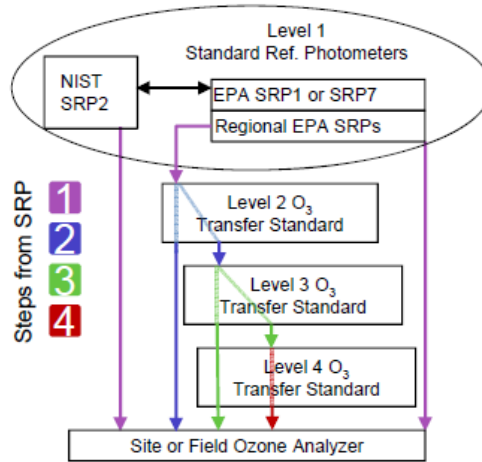 Level 1
Standard Ref. Photometers
NIST
SRP2
EPA SRP1 or SRP7
Regional EPA SRPs
Steps from SRP
1
2
3
4
Level 2 O₃
Transfer Standard
Level 3 O₃
Transfer Standard
Level 4 O₃
Transfer Standard
Site or Field Ozone Analyzer